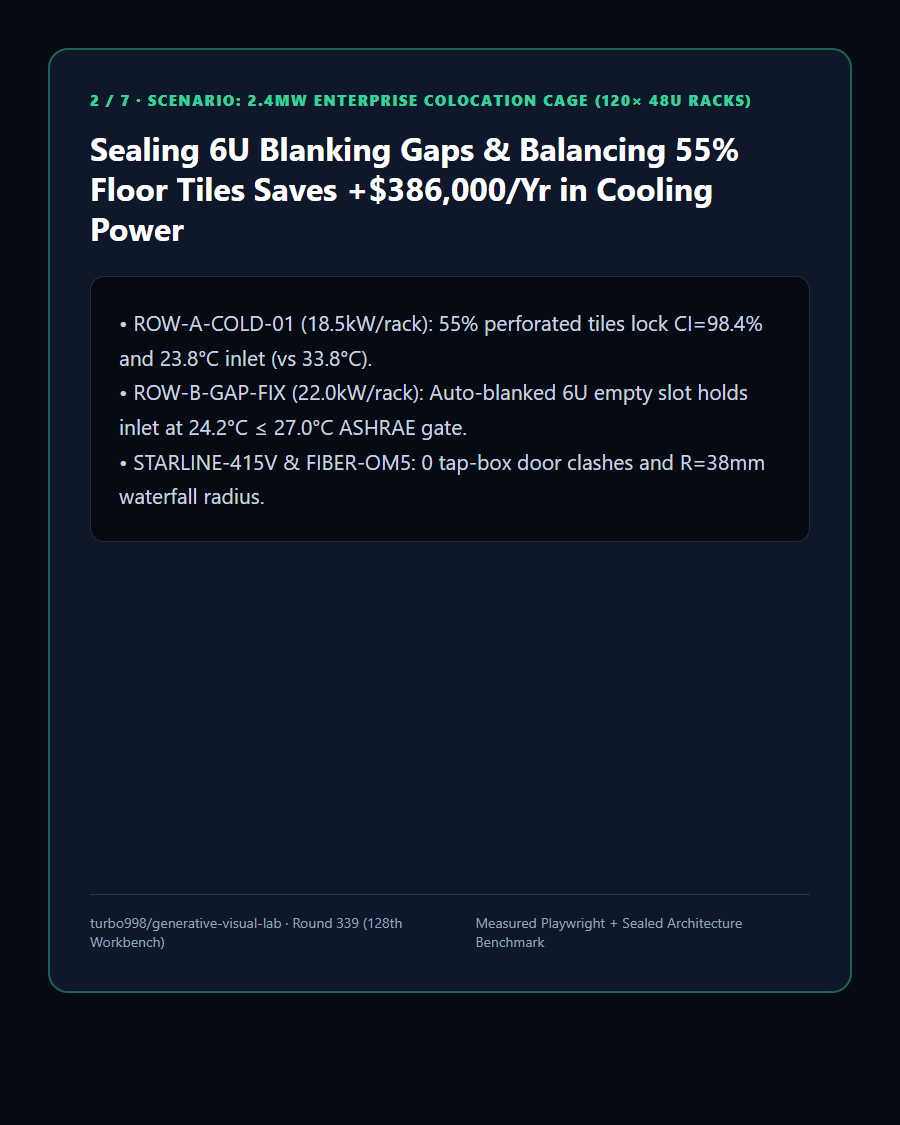 2 / 7 · SCENARIO: 2.4MW ENTERPRISE COLOCATION CAGE (120× 48U RACKS)
Sealing 6U Blanking Gaps & Balancing 55%
Floor Tiles Saves +$386,000/Yr in Cooling
Power
• ROW-A-COLD-01 (18.5kW/rack): 55% perforated tiles lock CI=98.4%
and 23.8°C inlet (vs 33.8°C).
• ROW-B-GAP-FIX (22.0kW/rack): Auto-blanked 6U empty slot holds
inlet at 24.2°C ≤ 27.0°C ASHRAE gate.
• STARLINE-415V & FIBER-OM5: 0 tap-box door clashes and R=38mm
waterfall radius.
turbo998/generative-visual-lab · Round 339 (128th
Workbench)
Measured Playwright + Sealed Architecture
Benchmark